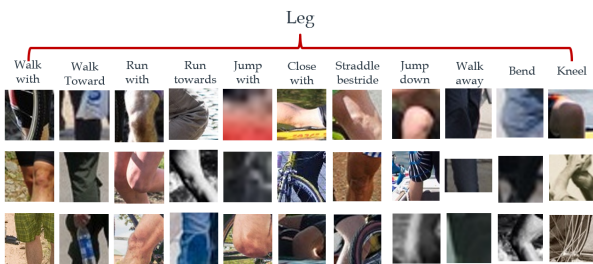 Leg
Walk with
Walk Toward
Run with
Run towards
Jump with
Close with
Straddle bestride
Jump down
Walk away
Bend
Kneel